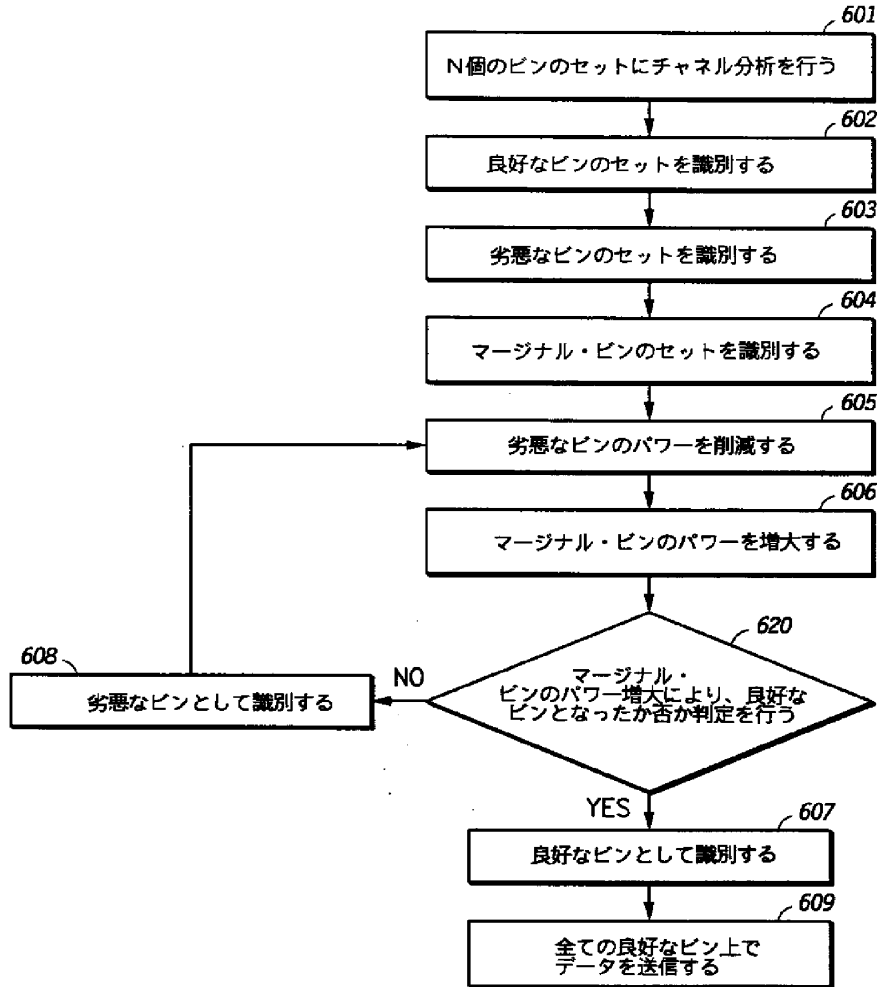 601
N個のビンのセットにチャネル分析を行う
602
良好なビンのセットを識別する
603
劣悪なビンのセットを識別する
604
マージナル・ビンのセットを識別する
605
劣悪なビンのパワーを削減する
606
マージナル・ビンのパワーを増大する
620
マージナル・
ビンのパワー増大により、良好な
ビンとなったか否か判定を行う
NO
608
劣悪なビンとして識別する
YES
607
良好なビンとして識別する
609
全ての良好なビン上で
データを送信する